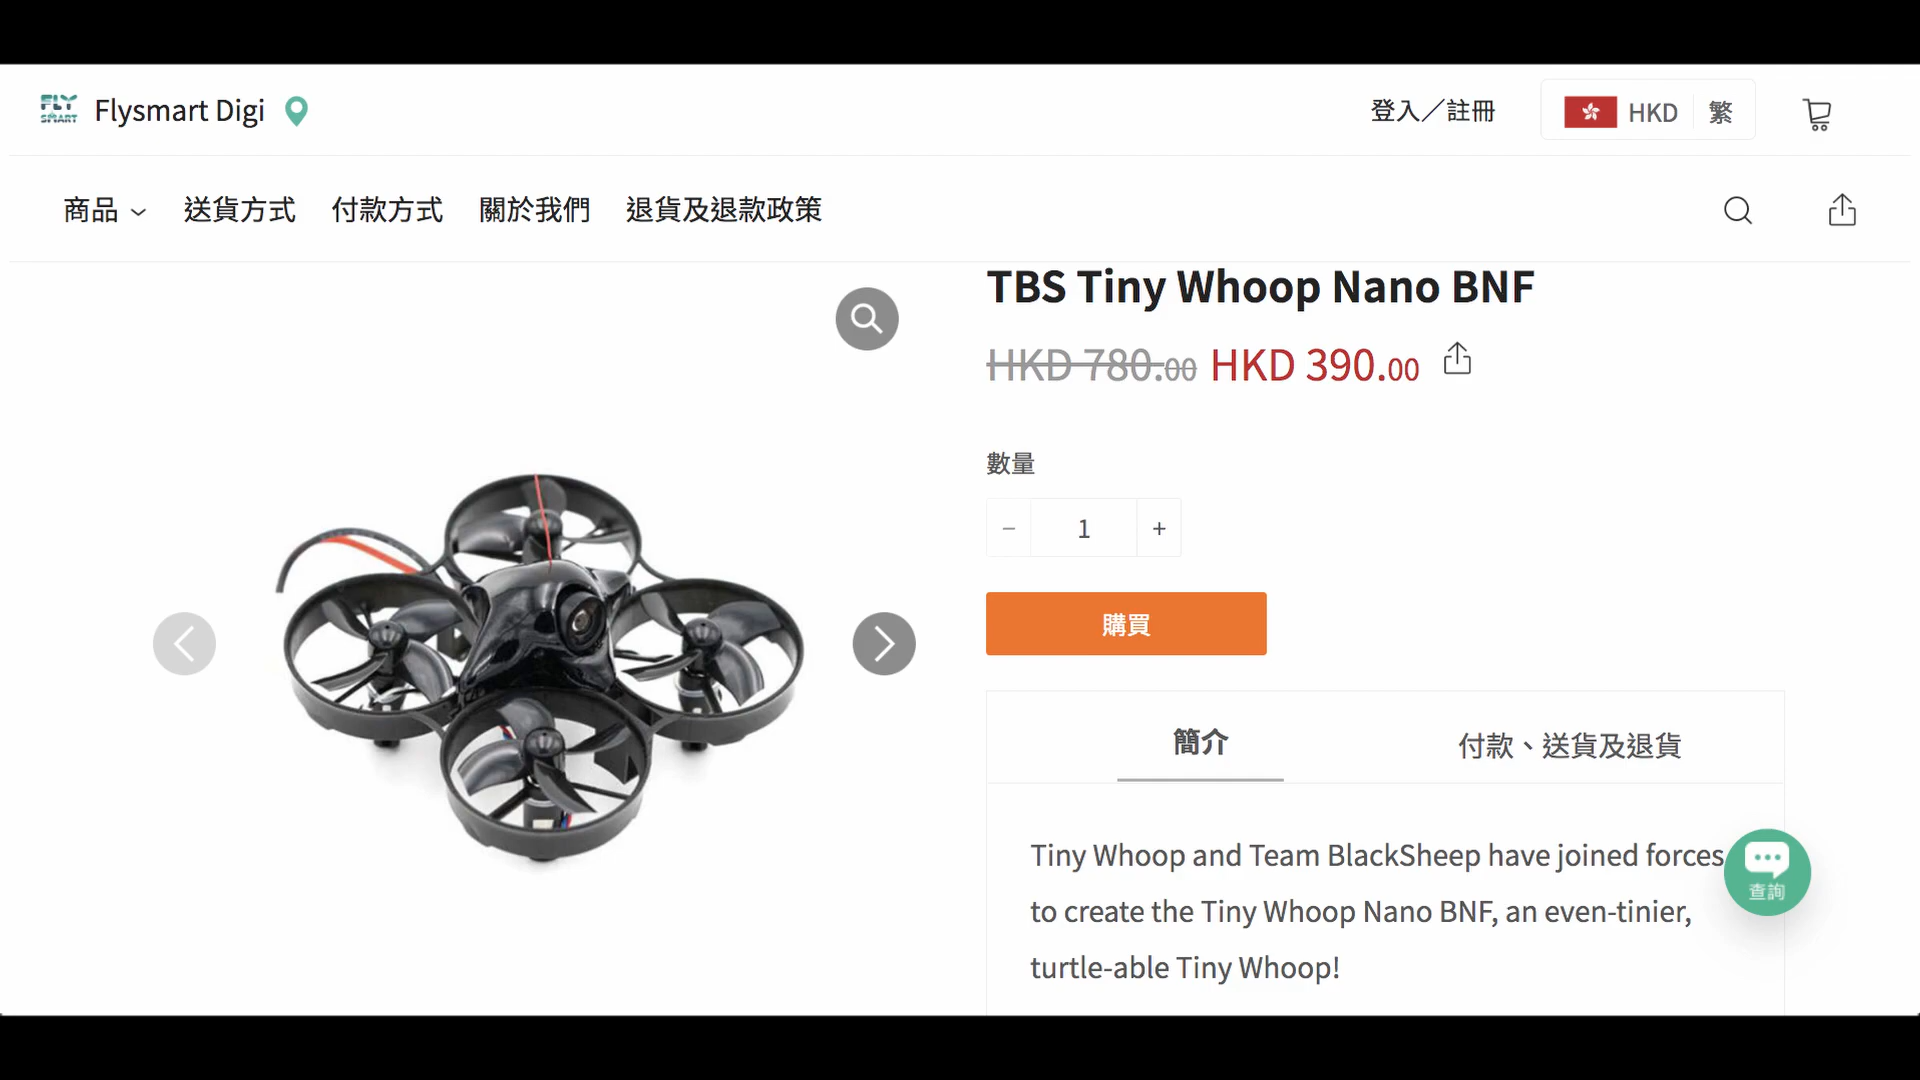 FLY
SMART
Flysmart Digi
登入／註冊
HKD
繁
商品
送貨方式
付款方式
關於我們
退貨及退款政策
TBS Tiny Whoop Nano BNF
HKD 780.00 HKD 390.00
數量
− 1 +
購買
簡介
付款、送貨及退貨
Tiny Whoop and Team BlackSheep have joined forces
to create the Tiny Whoop Nano BNF, an even-tinier,
turtle-able Tiny Whoop!
查詢